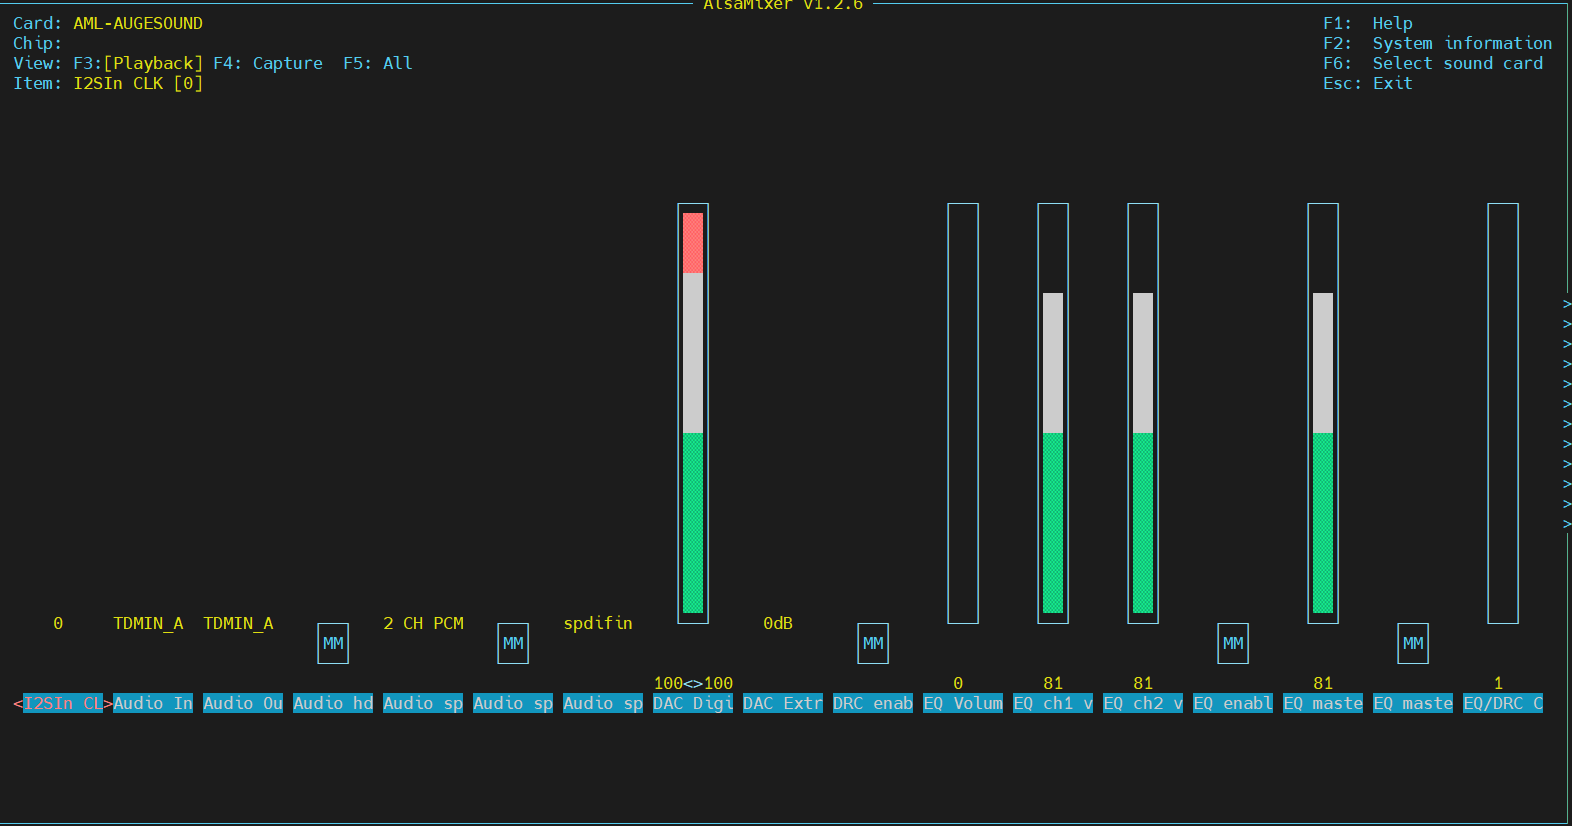 AlsaMixer v1.2.6
Card: AML-AUGESOUND F1: Help
Chip: F2: System information
View: F3:[Playback] F4: Capture F5: All F6: Select sound card
Item: I2SIn CLK [0] Esc: Exit
>
>
>
>
>
>
>
>
>
>
>
>
0 TDMIN_A TDMIN_A 2 CH PCM spdifin 0dB
MM MM MM MM MM
100<>100 0 81 81 81 1
<I2SIn CL>Audio In Audio Ou Audio hd Audio sp Audio sp Audio sp DAC Digi DAC Extr DRC enab EQ Volum EQ ch1 v EQ ch2 v EQ enabl EQ maste EQ maste EQ/DRC C